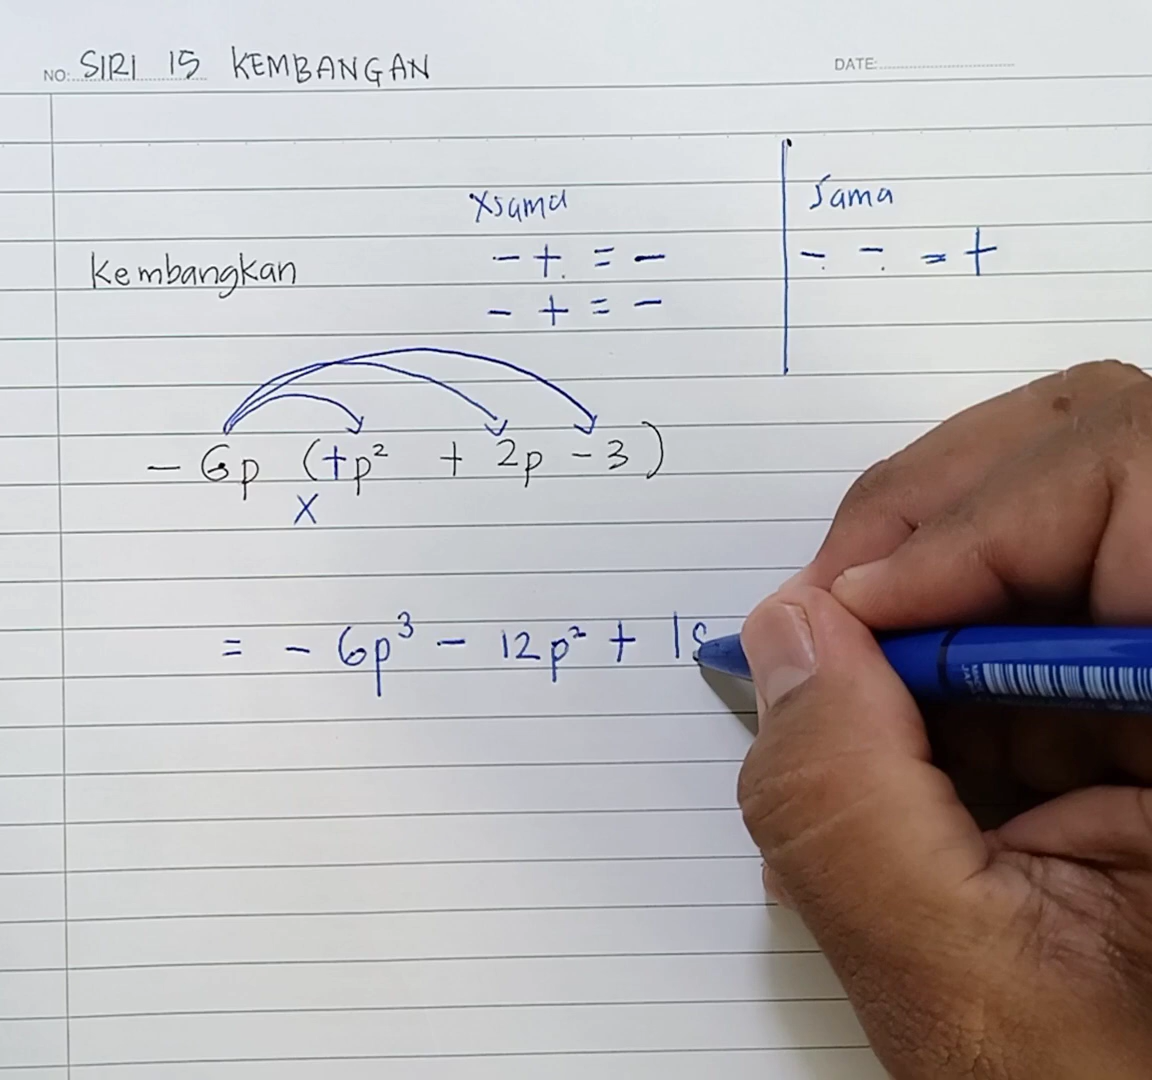 NO: SIRI 15 KEMBANGAN DATE:
Xsama
sama
Kembangkan
- + = -
- - = +
- + = -
- 6p (+p² + 2p - 3)
X
= - 6p³ - 12p² + 1